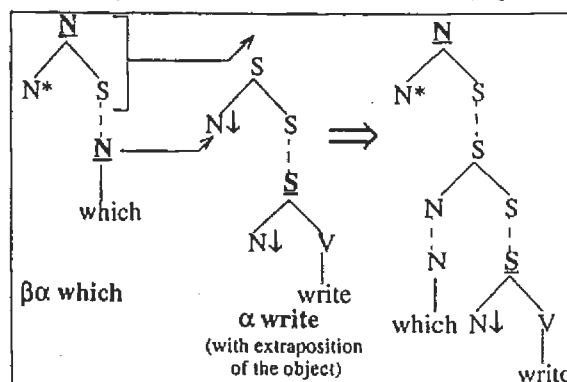 N
N* S
N
which
βα which
S
N↓ S
S
N↓ V
write
α write
(with extraposition
of the object)
⇒
N
N* S
S
N S
N S
which N↓ V
write